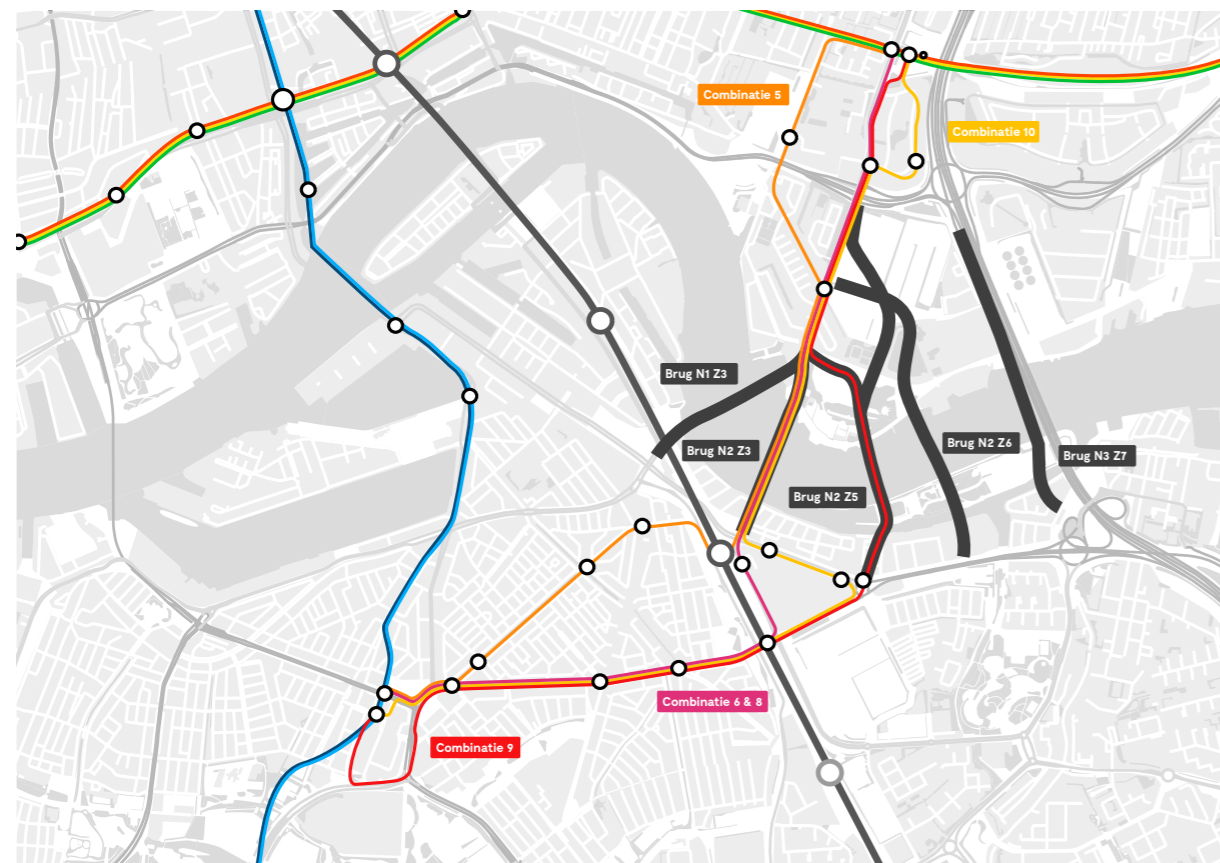 Combinatie 5
Combinatie 10
Brug N1 Z3
Brug N2 Z3
Brug N2 Z6
Brug N3 Z7
Brug N2 Z5
Combinatie 6 & 8
Combinatie 9